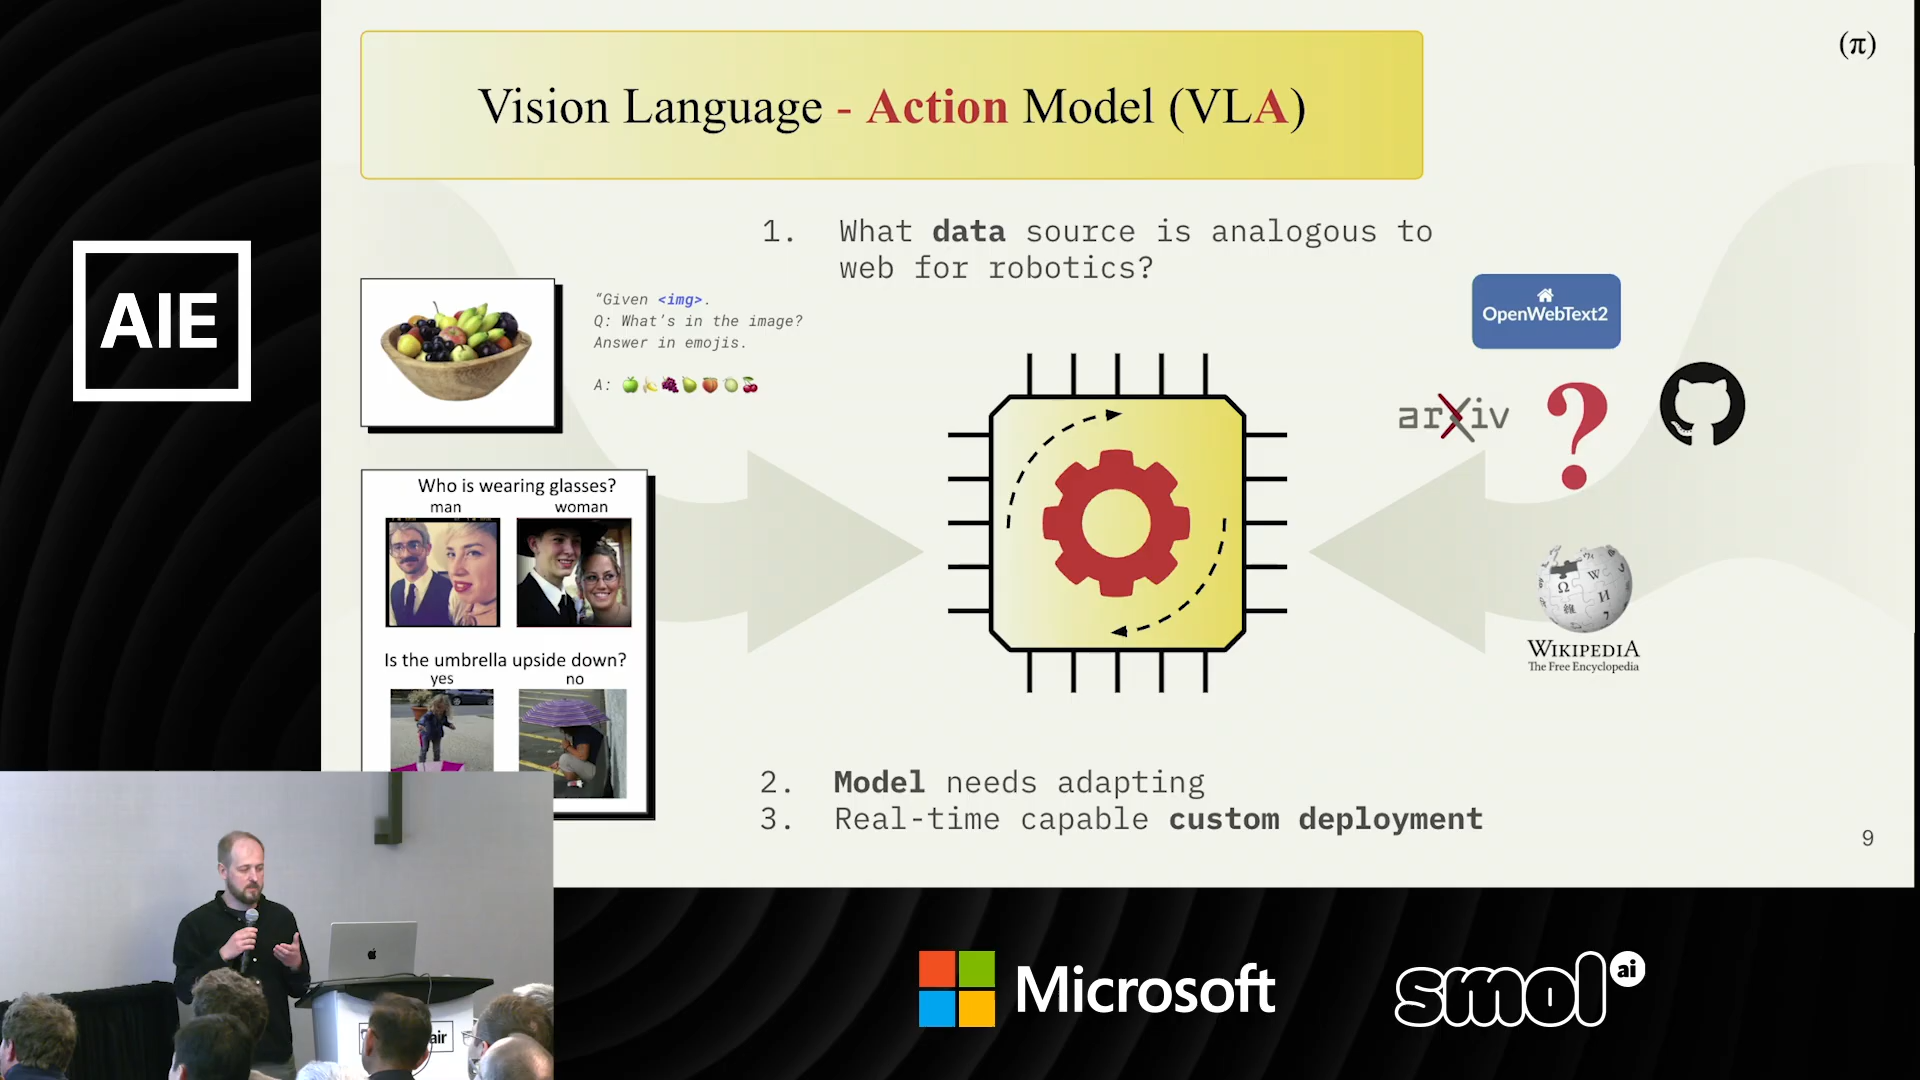 (π)
Vision Language - Action Model (VLA)
AIE
1. What data source is analogous to
web for robotics?
“Given <img>.
Q: What’s in the image?
Answer in emojis.
A: 🍏🍌🍇🍐🍑🍈🍒
OpenWebText2
arXiv
?
Who is wearing glasses?
man woman
Is the umbrella upside down?
yes no
Ω W И 維 7
WIKIPEDIA
The Free Encyclopedia
2. Model needs adapting
3. Real-time capable custom deployment
9
air
Microsoft
smol ai